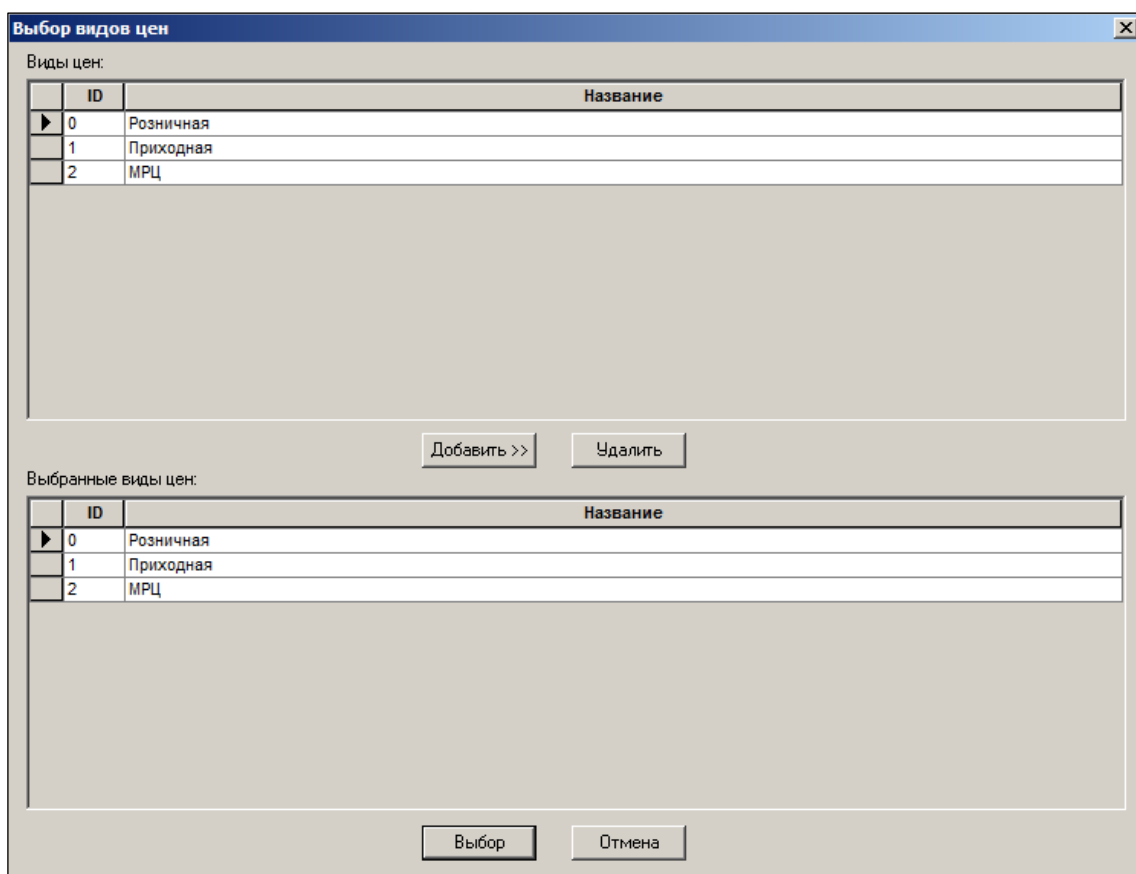 Выбор видов цен
Виды цен:
ID Название
0 Розничная
1 Приходная
2 МРЦ
Добавить >> Удалить
Выбранные виды цен:
ID Название
0 Розничная
1 Приходная
2 МРЦ
Выбор Отмена